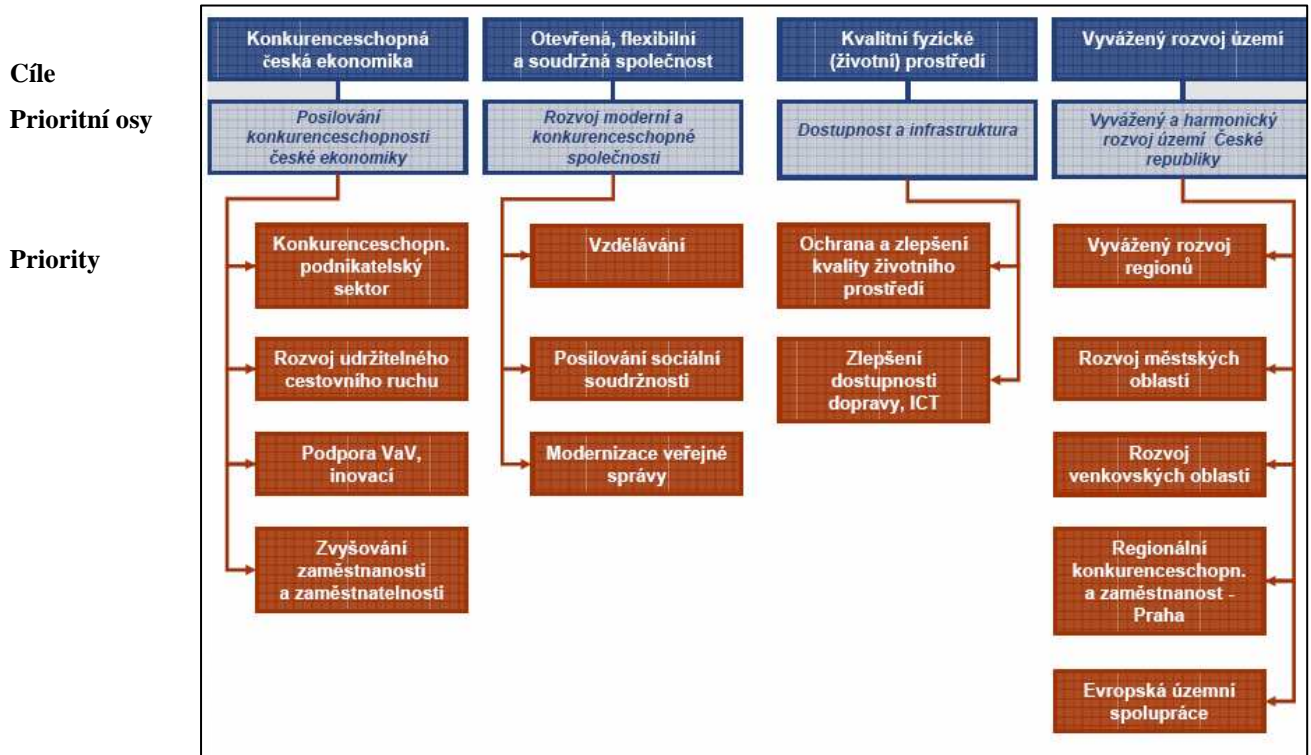 Cíle
Prioritní osy
Priority
Konkurenceschopná
česká ekonomika
Posilování
konkurenceschopnosti
české ekonomiky
Konkurenceschopn.
podnikatelský
sektor
Rozvoj udržitelného
cestovního ruchu
Podpora VaV,
inovací
Zvyšování
zaměstnanosti
a zaměstnatelnosti
Otevřená, flexibilní
a soudržná společnost
Rozvoj moderní a
konkurenceschopné
společnosti
Vzdělávání
Posilování sociální
soudržnosti
Modernizace veřejné
správy
Kvalitní fyzické
(životní) prostředí
Dostupnost a infrastruktura
Ochrana a zlepšení
kvality životního
prostředí
Zlepšení
dostupnosti
dopravy, ICT
Vyvážený rozvoj území
Vyvážený a harmonický
rozvoj území České
republiky
Vyvážený rozvoj
regionů
Rozvoj městských
oblastí
Rozvoj
venkovských oblastí
Regionální
konkurenceschopn.
a zaměstnanost -
Praha
Evropská územní
spolupráce